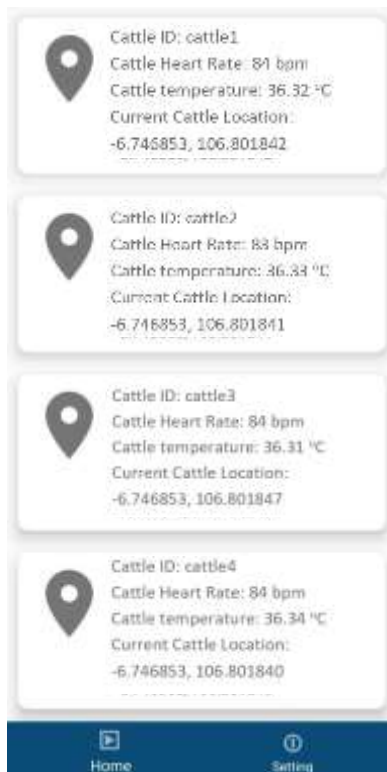 Cattle ID: cattle1
Cattle Heart Rate: 84 bpm
Cattle temperature: 36.32 °C
Current Cattle Location:
-6.746853, 106.801842
Cattle ID: cattle2
Cattle Heart Rate: 83 bpm
Cattle temperature: 36.33 °C
Current Cattle Location:
-6.746853, 106.801841
Cattle ID: cattle3
Cattle Heart Rate: 84 bpm
Cattle temperature: 36.31 °C
Current Cattle Location:
-6.746853, 106.801847
Cattle ID: cattle4
Cattle Heart Rate: 84 bpm
Cattle temperature: 36.34 °C
Current Cattle Location:
-6.746853, 106.801840
Home
Setting